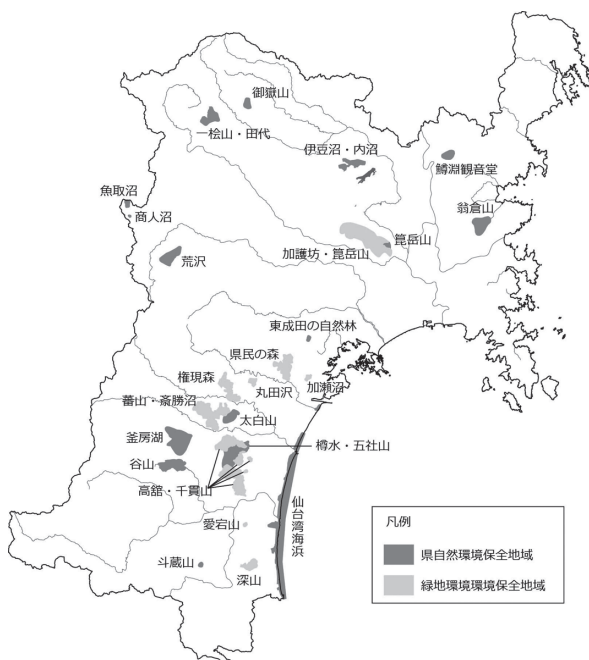 御嶽山
一桧山・田代
伊豆沼・内沼
鱒淵観音堂
魚取沼
翁倉山
商人沼
箟岳山
加護坊・箟岳山
荒沢
東成田の自然林
県民の森
権現森
丸田沢
加瀬沼
蕃山・斎勝沼
太白山
釜房湖
樽水・五社山
谷山
高舘・千貫山
仙台湾海浜
愛宕山
斗蔵山
深山
凡例
県自然環境保全地域
緑地環境環境保全地域